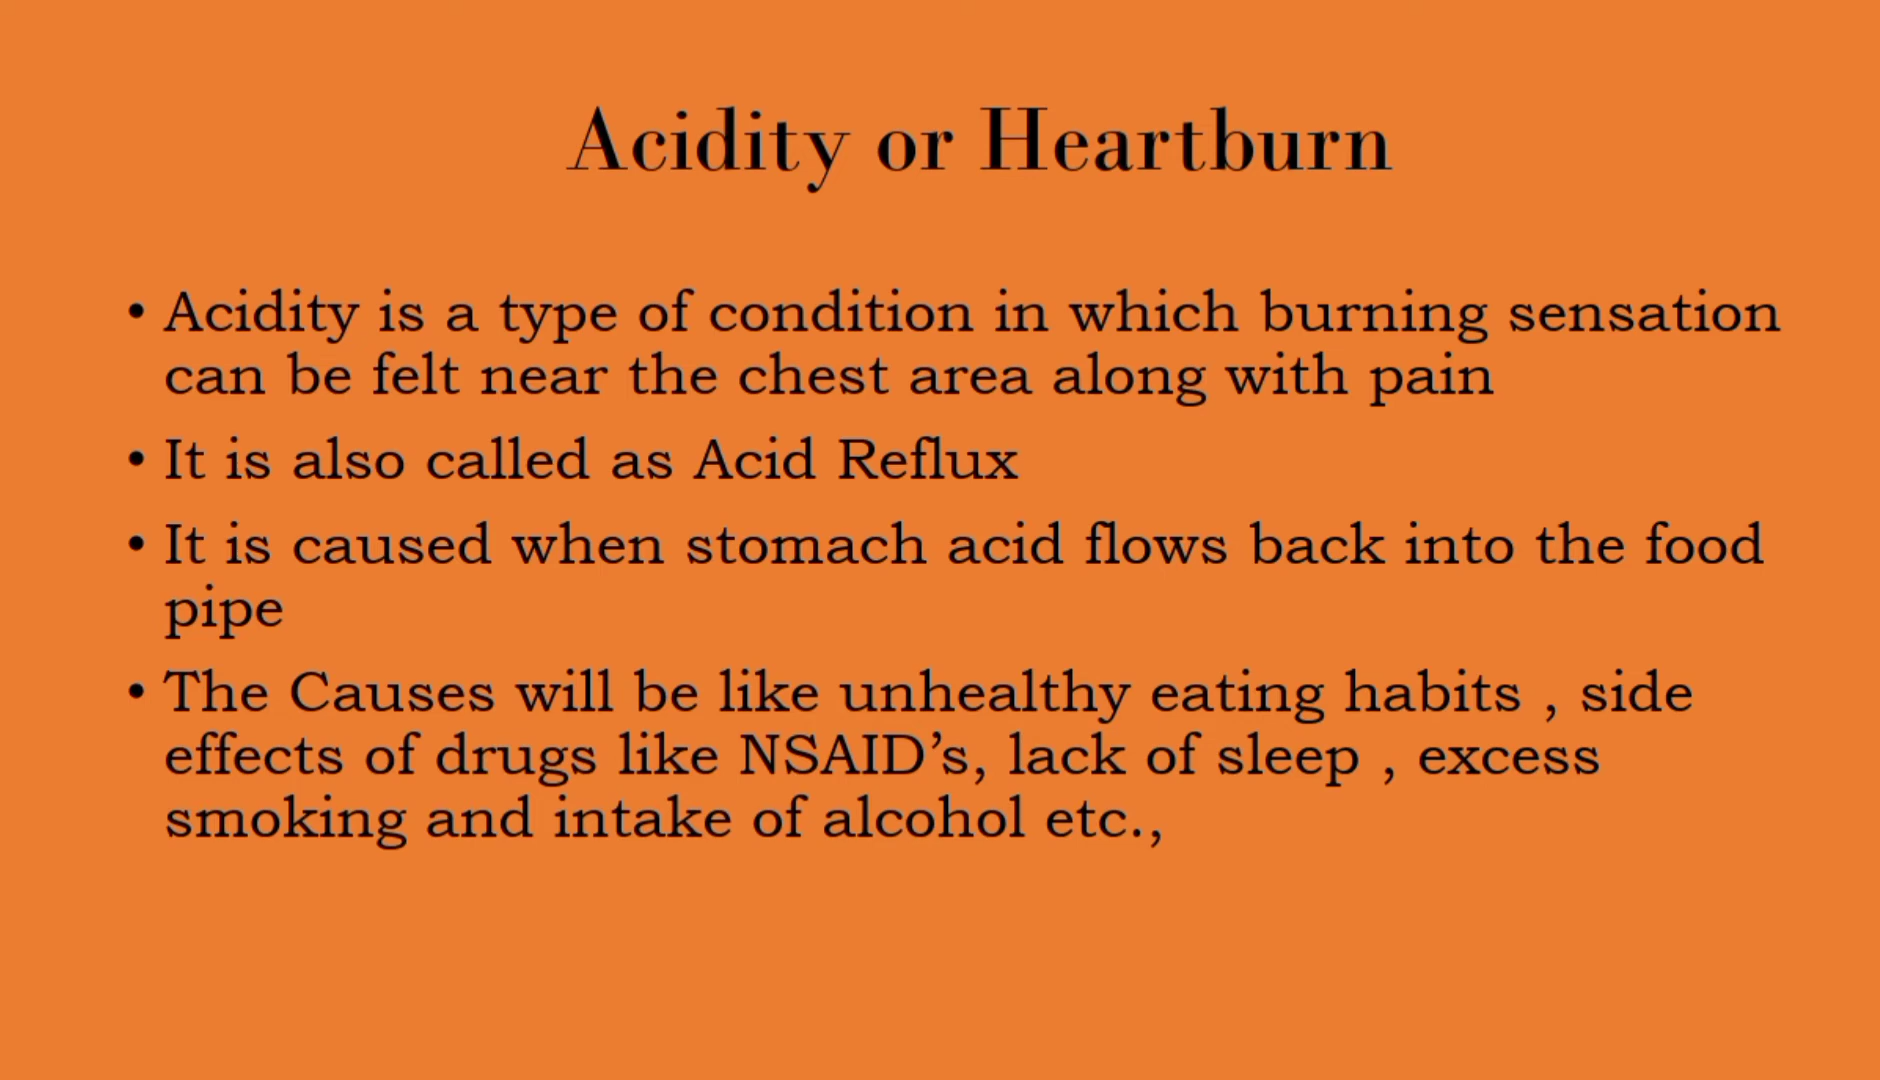 Acidity or Heartburn
• Acidity is a type of condition in which burning sensation
can be felt near the chest area along with pain
• It is also called as Acid Reflux
• It is caused when stomach acid flows back into the food
pipe
• The Causes will be like unhealthy eating habits , side
effects of drugs like NSAID’s, lack of sleep , excess
smoking and intake of alcohol etc.,